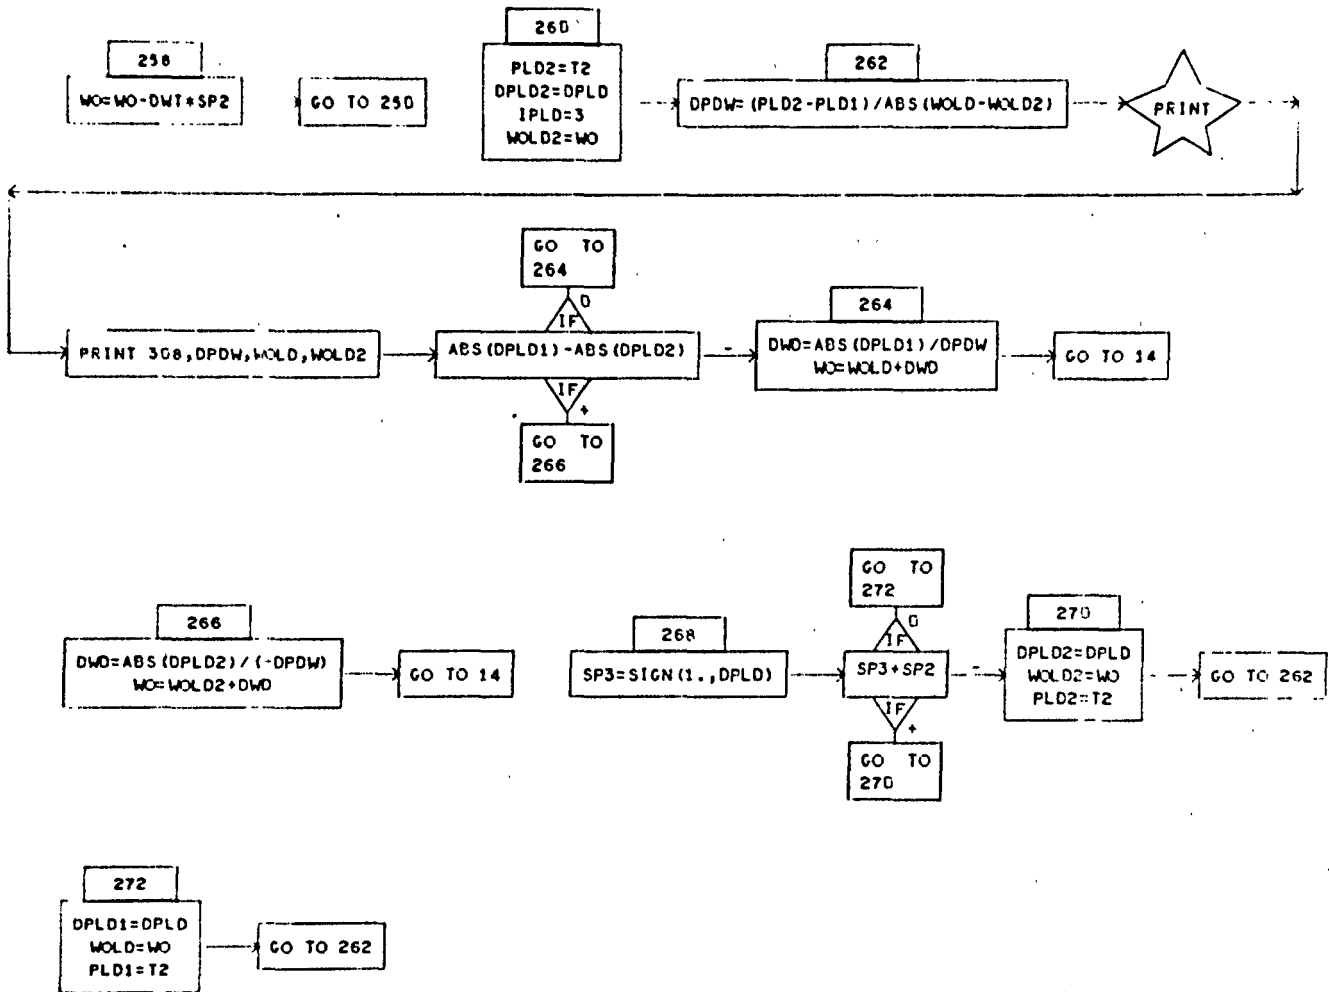 258
WO=WO-DWT*SP2
GO TO 250
260
PLD2=T2
DPLD2=DPLD
IPLD=3
WOLD2=WO
262
DPDW=(PLD2-PLD1)/ABS(WOLD-WOLD2)
PRINT
GO TO
264
0
IF
PRINT 308,DPDW,WOLD,WOLD2
ABS(DPLD1)-ABS(DPLD2)
-
264
DWD=ABS(DPLD1)/DPDW
WO=WOLD+DWD
GO TO 14
IF
+
GO TO
266
266
DWD=ABS(DPLD2)/(-DPDW)
WO=WOLD2+DWD
GO TO 14
268
SP3=SIGN(1.,DPLD)
GO TO
272
0
IF
SP3+SP2
-
IF
+
GO TO
270
270
DPLD2=DPLD
WOLD2=WO
PLD2=T2
GO TO 262
272
DPLD1=DPLD
WOLD=WO
PLD1=T2
GO TO 262